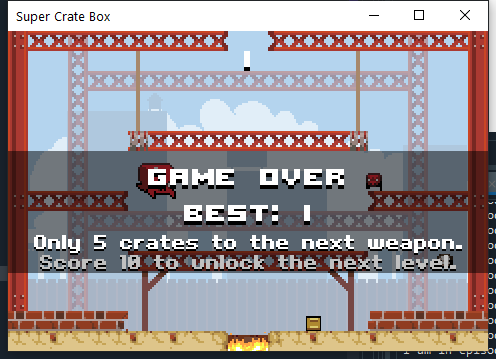 Super Crate Box
1
GAME OVER
BEST: 1
Only 5 crates to the next weapon.
Score 10 to unlock the next level.